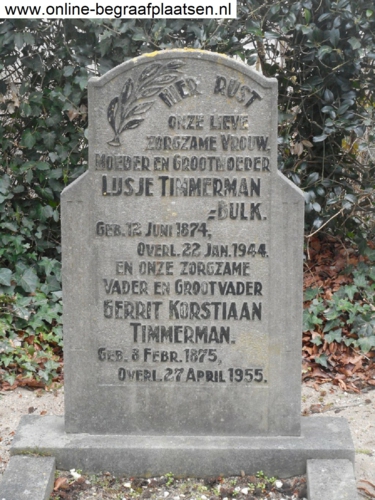 www.online-begraafplaatsen.nl
HIER RUST
ONZE LIEVE
ZORGZAME VROUW,
MOEDER EN GROOTMOEDER
LIJSJE TIMMERMAN
=BULK.
GEB. 12 JUNI 1874,
OVERL. 22 JAN. 1944.
EN ONZE ZORGZAME
VADER EN GROOTVADER
GERRIT KORSTIAAN
TIMMERMAN.
GEB. 8 FEBR. 1875,
OVERL. 27 APRIL 1955.